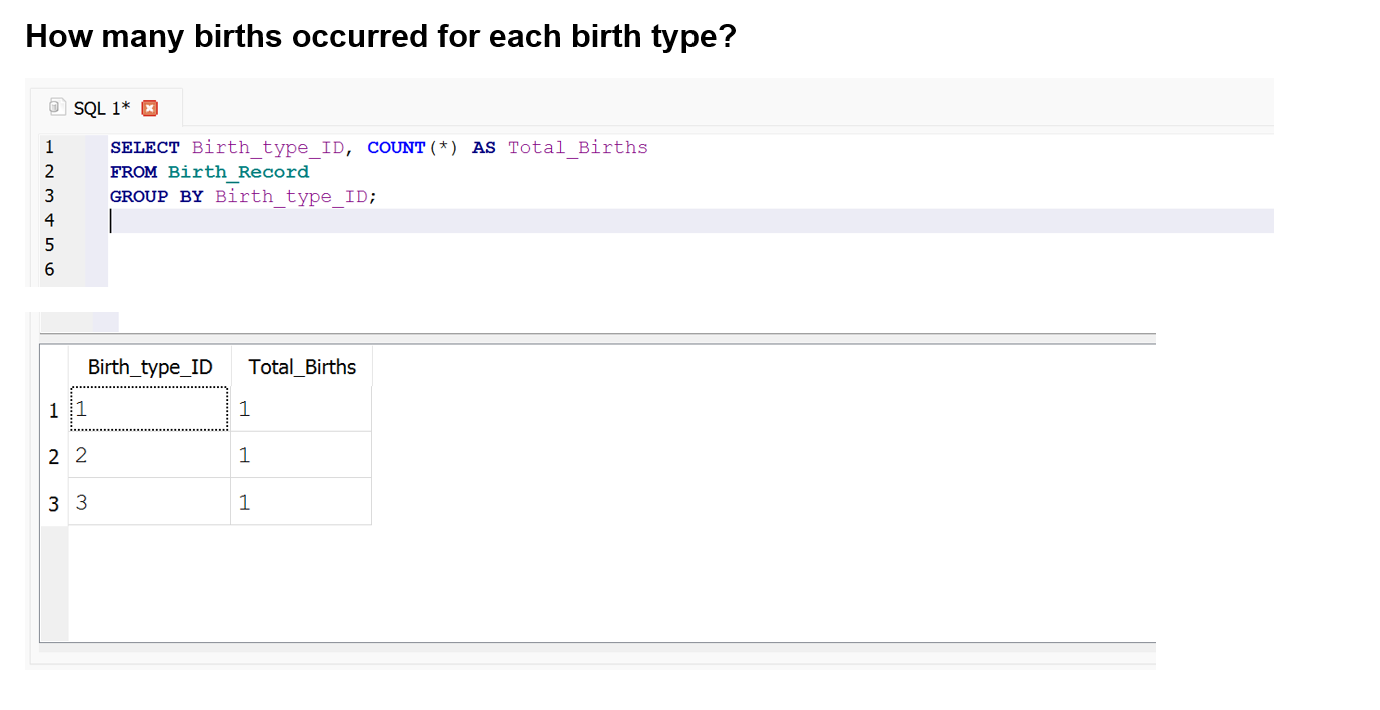 How many births occurred for each birth type?
SQL 1*
1 SELECT Birth_type_ID, COUNT(*) AS Total_Births
2 FROM Birth_Record
3 GROUP BY Birth_type_ID;
4
5
6
Birth_type_ID Total_Births
1 1 1
2 2 1
3 3 1